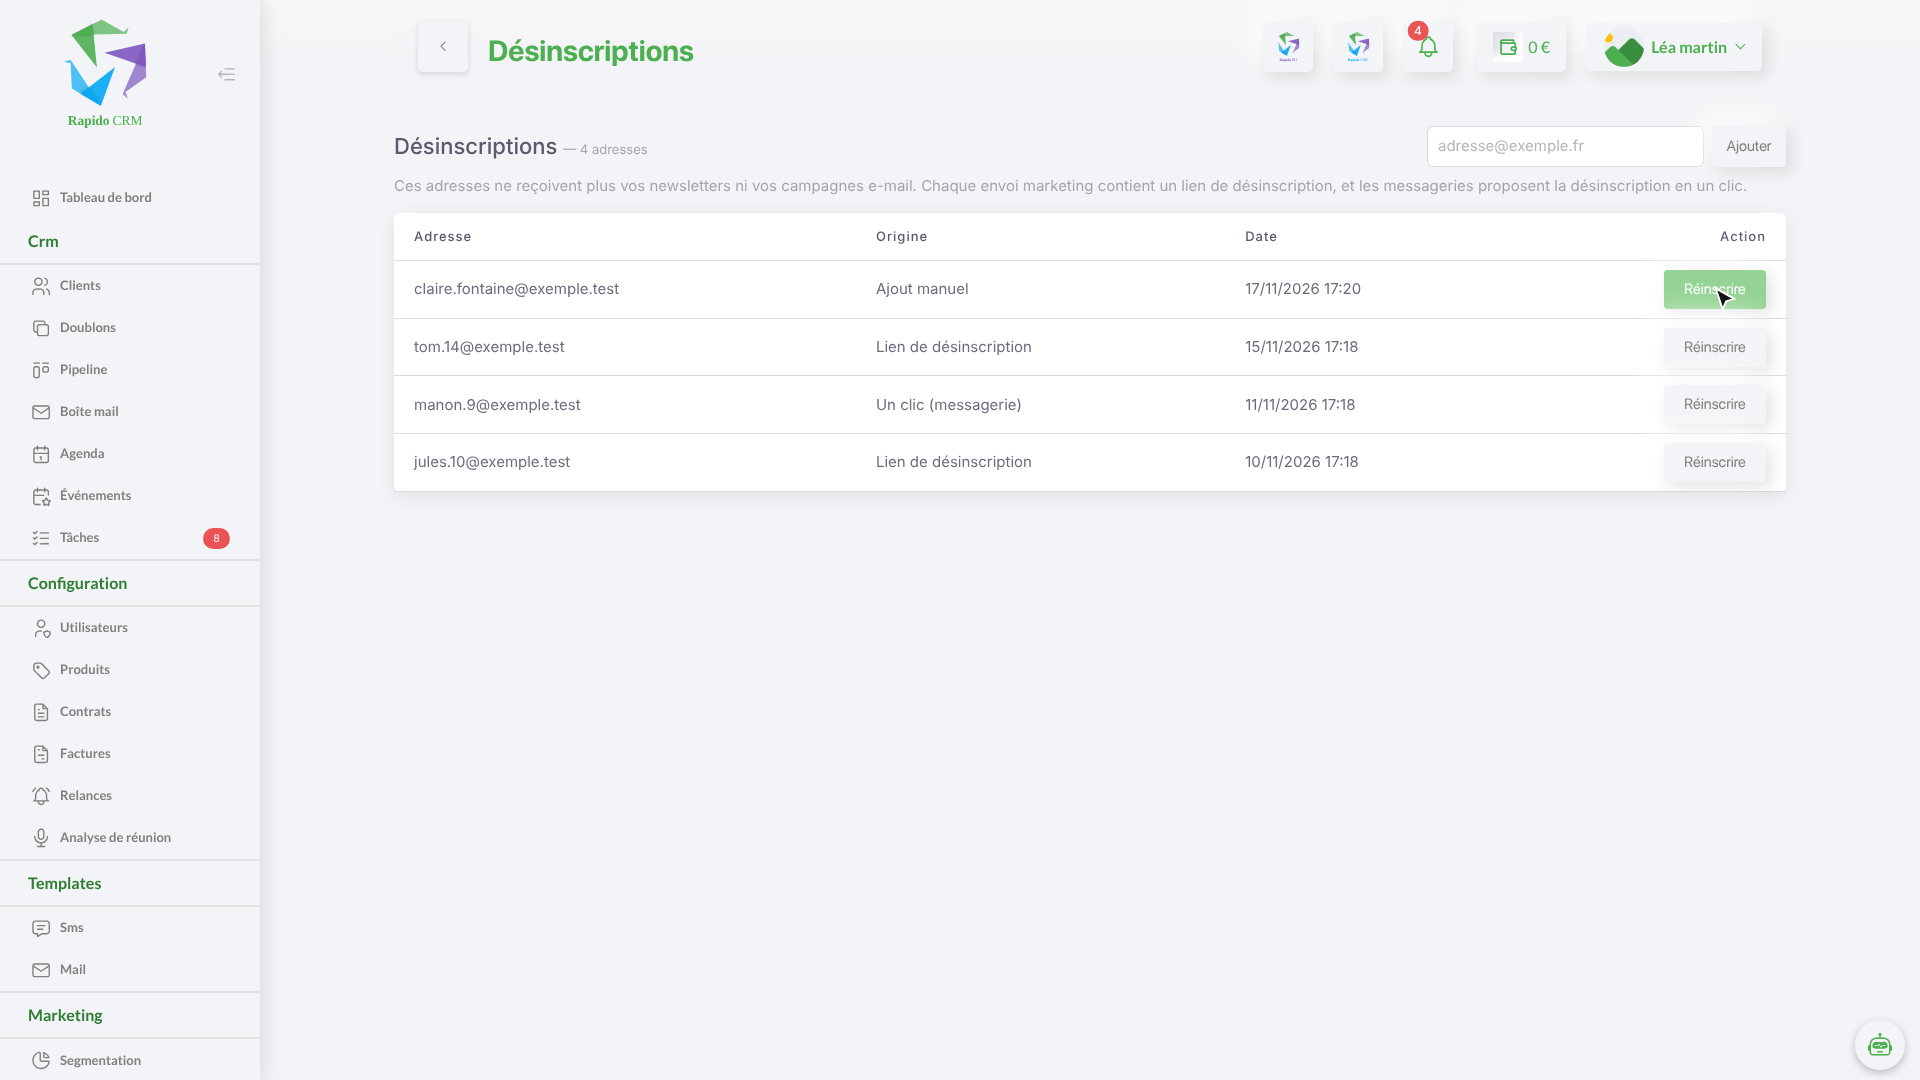 Rapido CRM
Désinscriptions
4
0 €
Léa martin
Tableau de bord
Crm
Clients
Doublons
Pipeline
Boîte mail
Agenda
Événements
Tâches 8
Configuration
Utilisateurs
Produits
Contrats
Factures
Relances
Analyse de réunion
Templates
Sms
Mail
Marketing
Segmentation
Désinscriptions — 4 adresses
adresse@exemple.fr
Ajouter
Ces adresses ne reçoivent plus vos newsletters ni vos campagnes e-mail. Chaque envoi marketing contient un lien de désinscription, et les messageries proposent la désinscription en un clic.
Adresse Origine Date Action
claire.fontaine@exemple.test Ajout manuel 17/11/2026 17:20 Réinscrire
tom.14@exemple.test Lien de désinscription 15/11/2026 17:18 Réinscrire
manon.9@exemple.test Un clic (messagerie) 11/11/2026 17:18 Réinscrire
jules.10@exemple.test Lien de désinscription 10/11/2026 17:18 Réinscrire